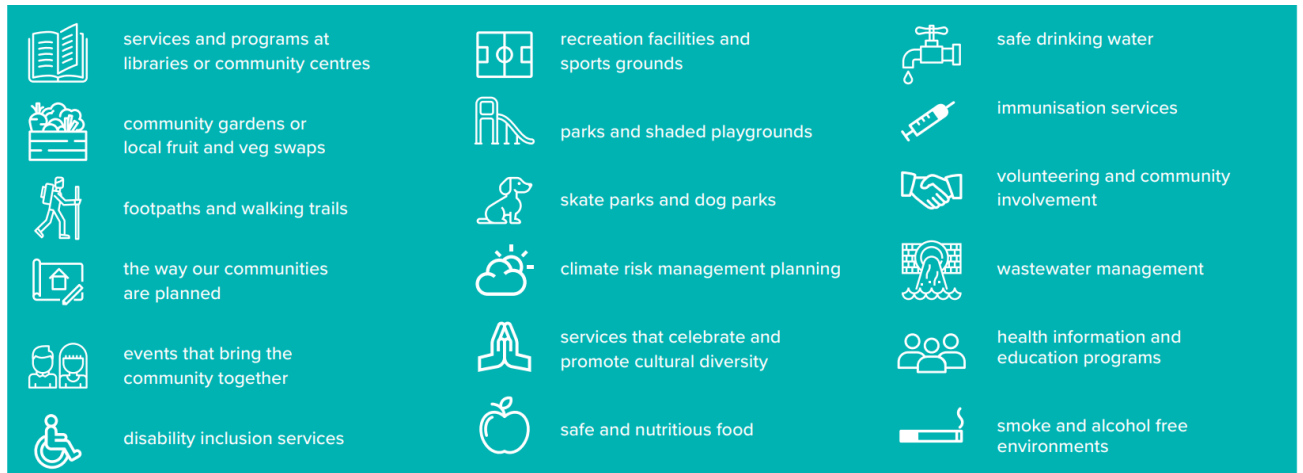 services and programs at
libraries or community centres
community gardens or
local fruit and veg swaps
footpaths and walking trails
the way our communities
are planned
events that bring the
community together
disability inclusion services
recreation facilities and
sports grounds
parks and shaded playgrounds
skate parks and dog parks
climate risk management planning
services that celebrate and
promote cultural diversity
safe and nutritious food
safe drinking water
immunisation services
volunteering and community
involvement
wastewater management
health information and
education programs
smoke and alcohol free
environments